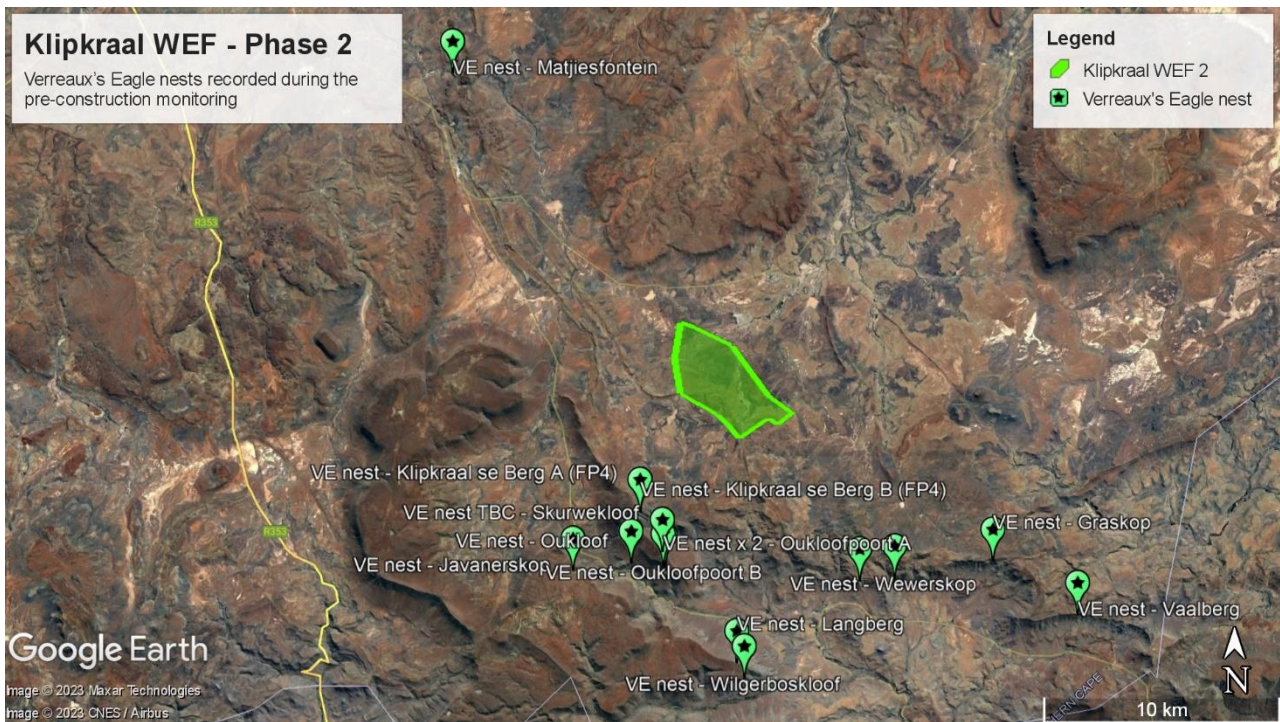 Klipkraal WEF - Phase 2
Verreaux's Eagle nests recorded during the
pre-construction monitoring
Legend
Klipkraal WEF 2
Verreaux's Eagle nest
VE nest - Matjiesfontein
R353
VE nest - Klipkraal se Berg A (FP4)
VE nest - Klipkraal se Berg B (FP4)
VE nest TBC - Skurwekloof
VE nest - Graskop
R353
VE nest - Oukloof
VE nest x 2 - Oukloofpoort A
VE nest - Javanerskop
VE nest - Oukloofpoort B
VE nest - Wewerskop
VE nest - Vaalberg
VE nest - Langberg
VE nest - Wilgerboskloof
Google Earth
Image © 2023 Maxar Technologies
Image © 2023 CNES / Airbus
N
10 km